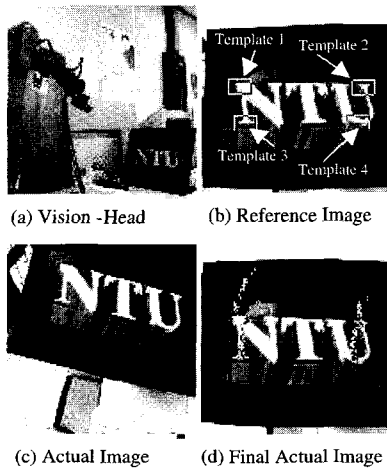 Template 1
Template 2
NTU
NTU
Template 3
Template 4
(a) Vision -Head
(b) Reference Image
NTU
NTU
(c) Actual Image
(d) Final Actual Image